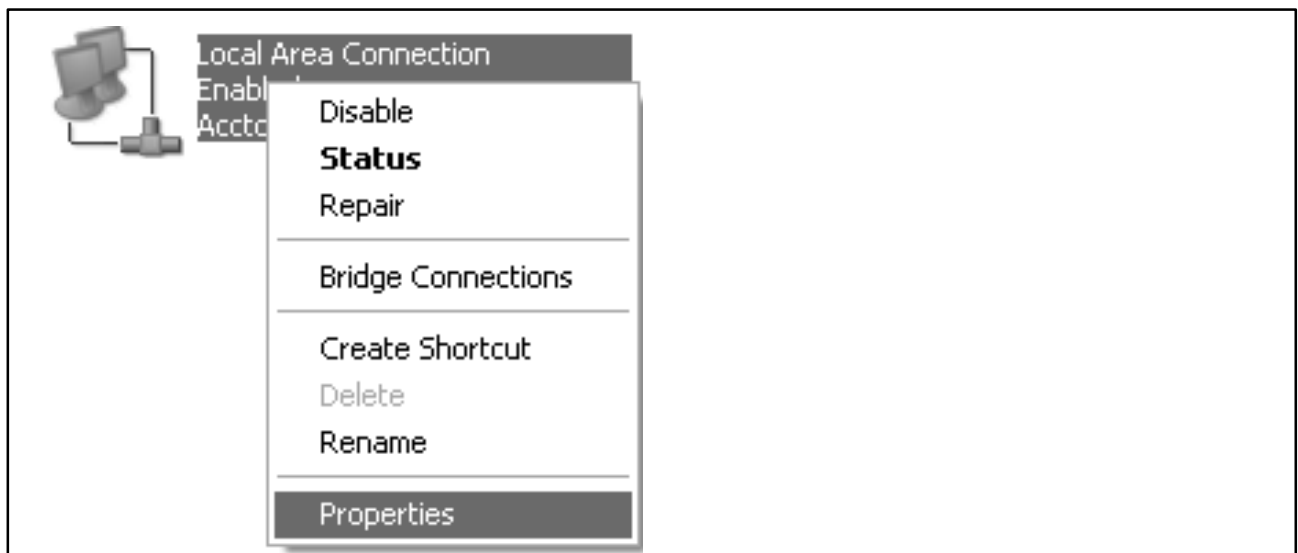 Local Area Connection
Disable
Status
Repair
Bridge Connections
Create Shortcut
Delete
Rename
Properties